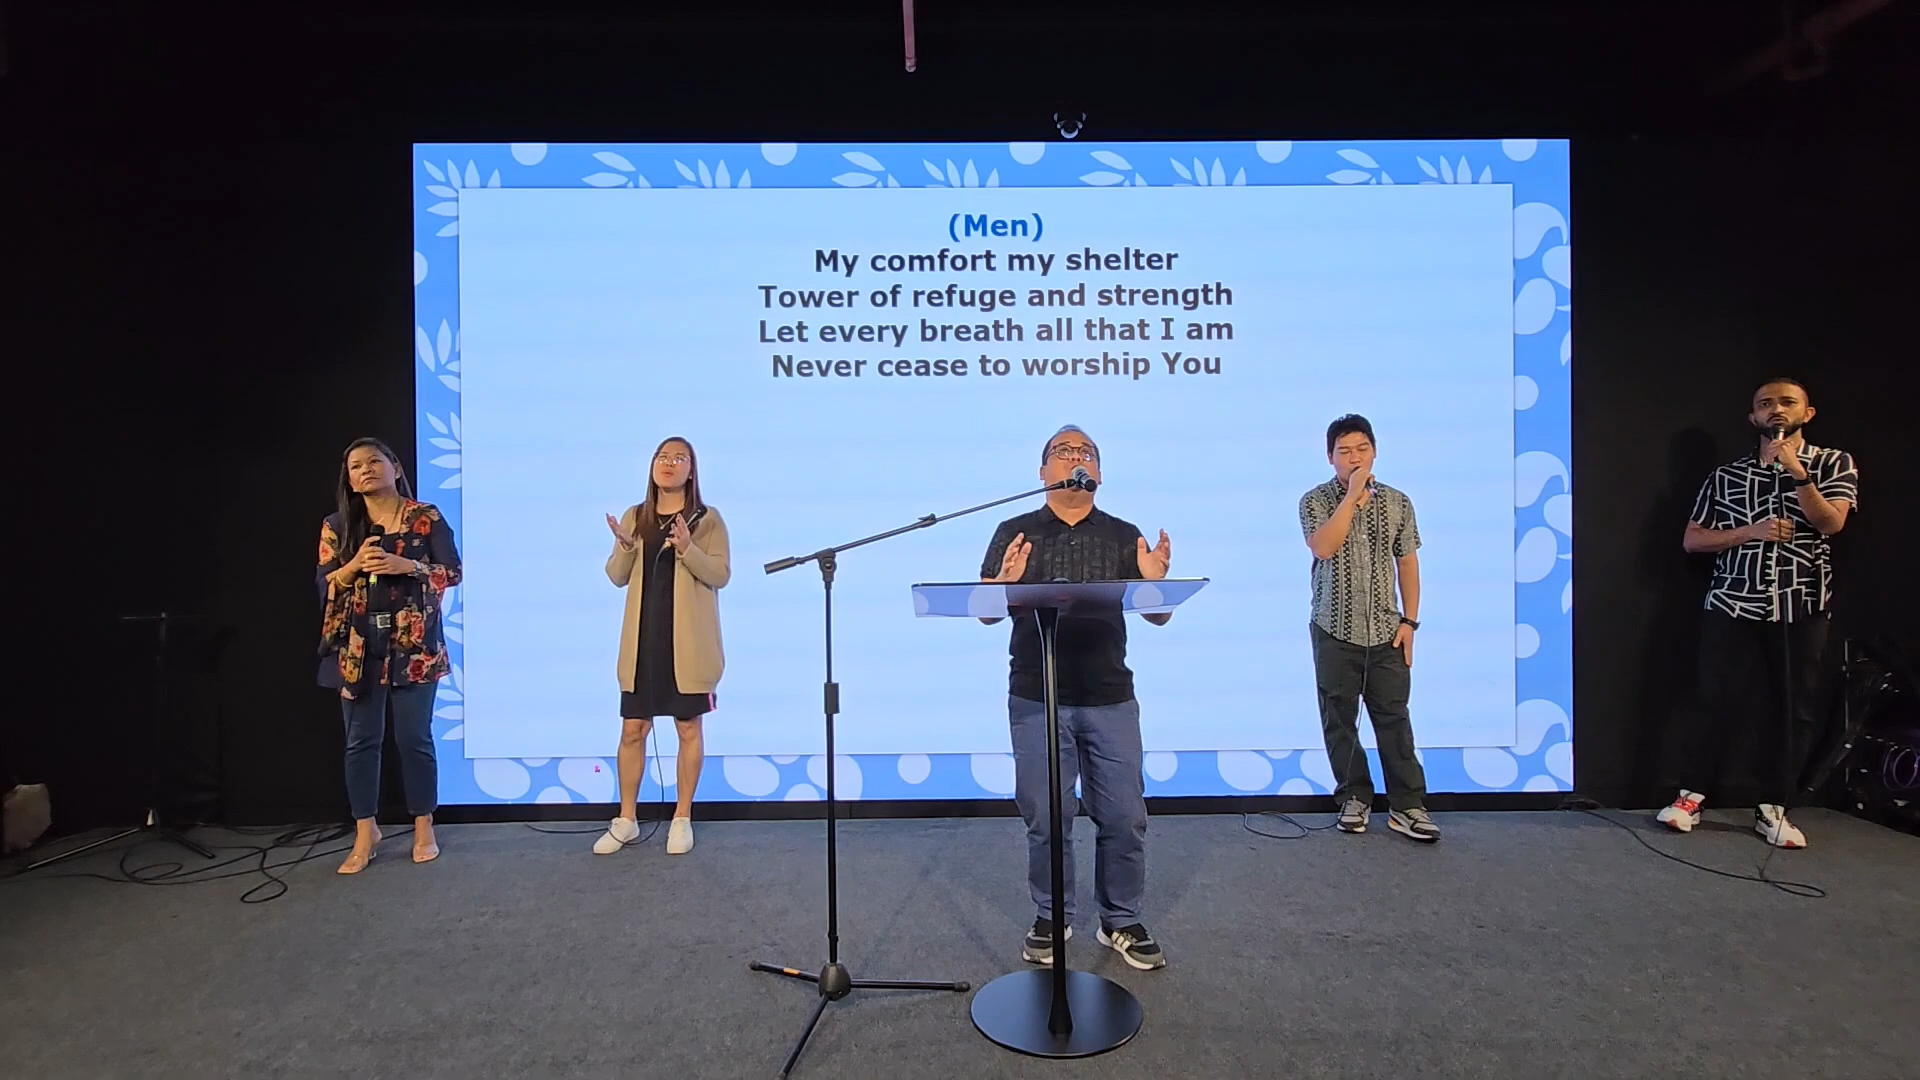 (Men)
My comfort my shelter
Tower of refuge and strength
Let every breath all that I am
Never cease to worship You